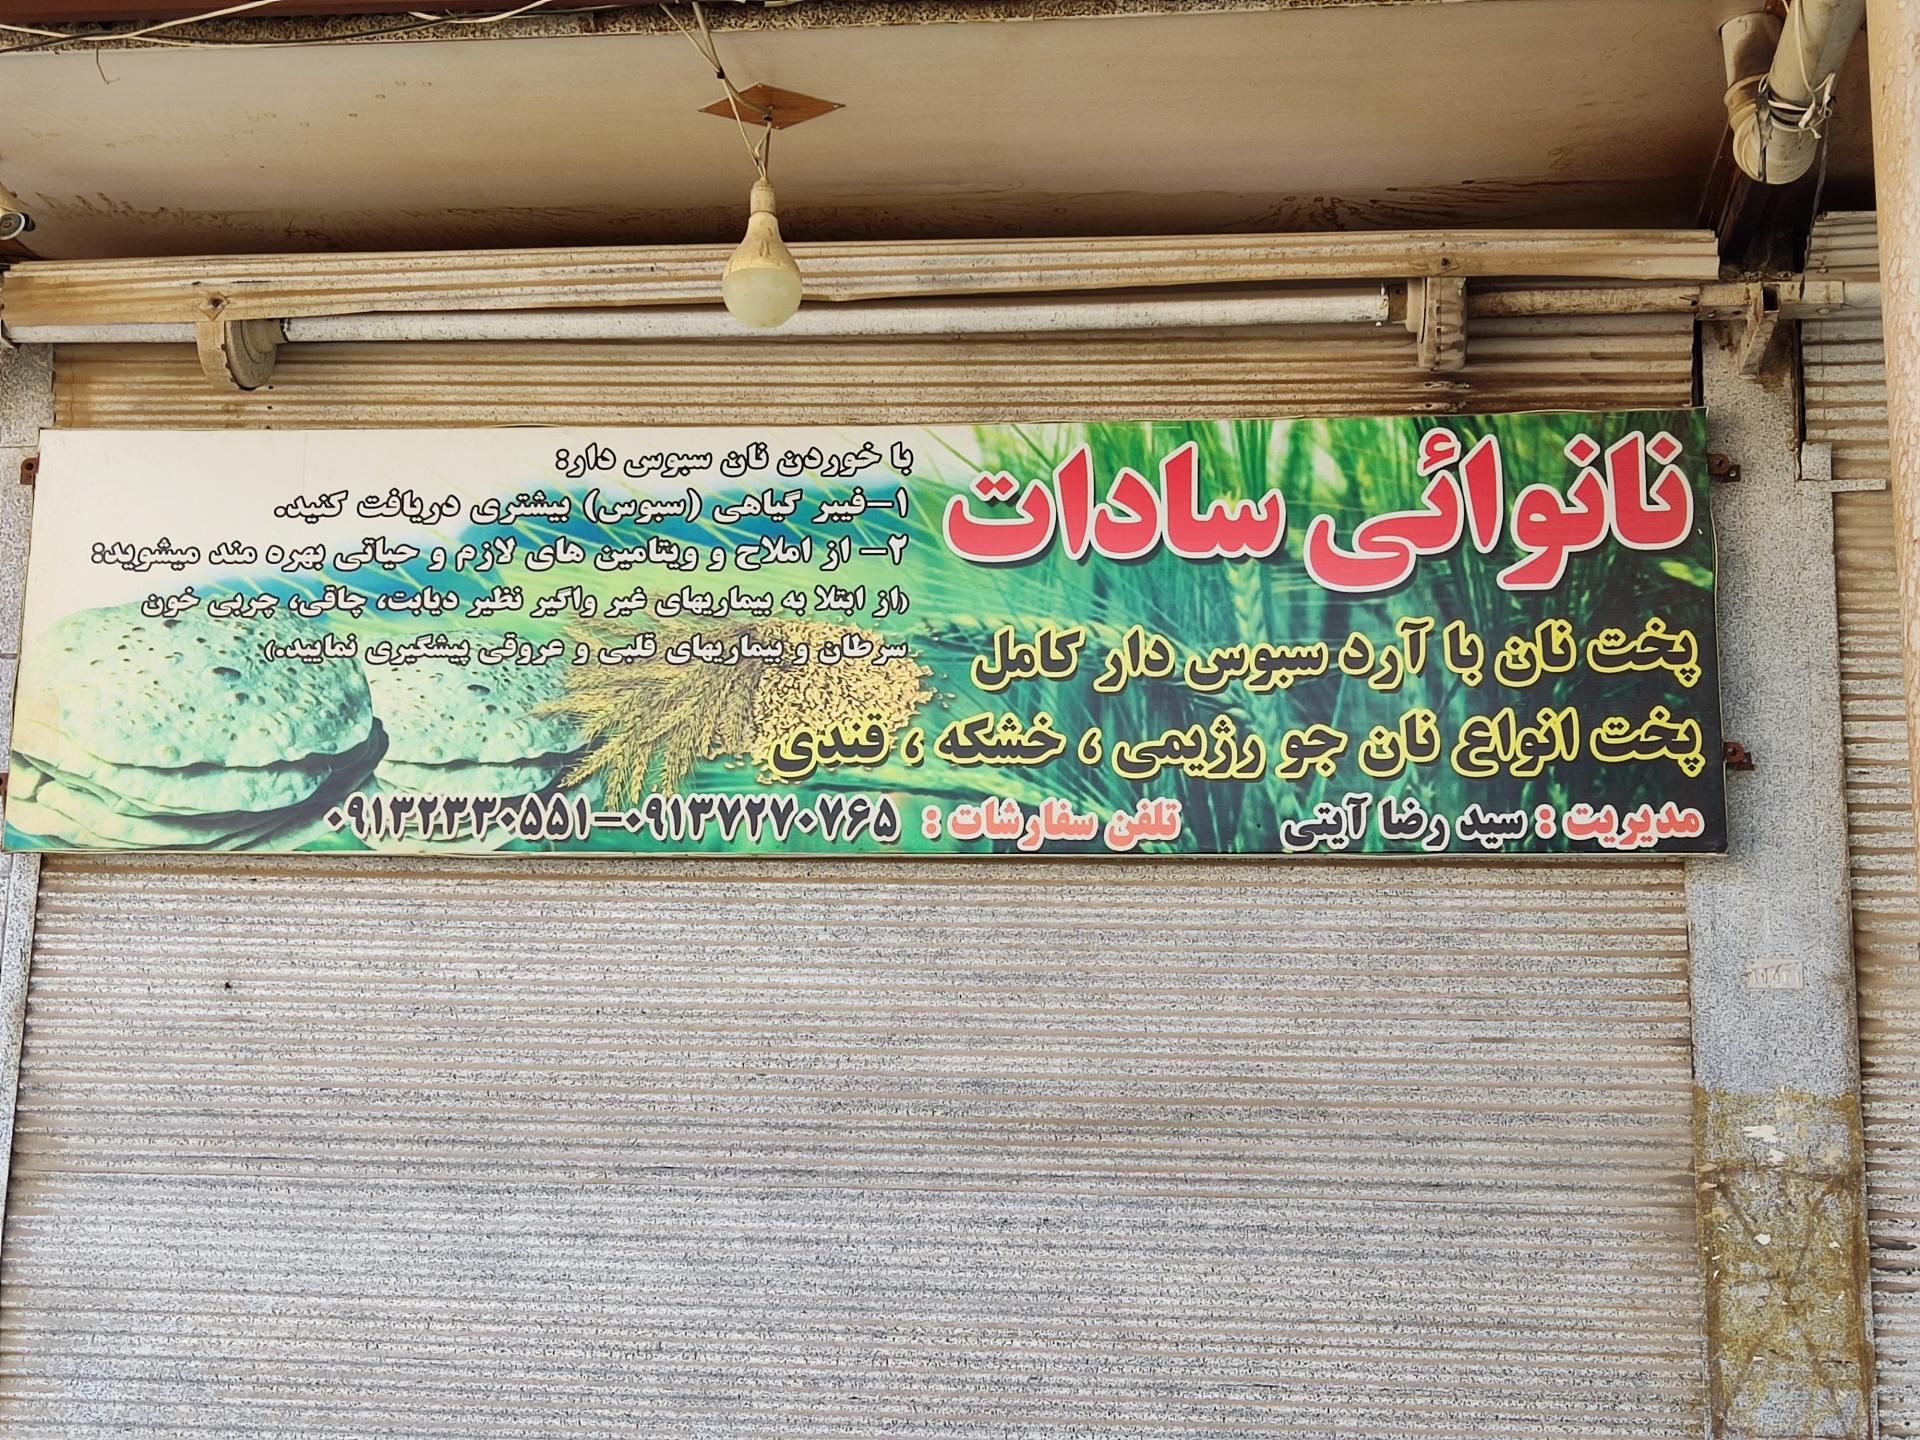 نانوائی سادات
پخت نان با آرد سبوس دار کامل
پخت انواع نان جو رژیمی ، خشکه ، قندی
مدیریت : سید رضا آیتی
تلفن سفارشات : ۰۹۱۳۷۲۷۰۷۶۵-۰۹۱۳۲۳۳۰۵۵۱
با خوردن نان سبوس دار:
۱-فیبر گیاهی (سبوس) بیشتری دریافت کنید.
۲- از املاح و ویتامین های لازم و حیاتی بهره مند میشوید:
(از ابتلا به بیماریهای غیر واگیر نظیر دیابت، چاقی، چربی خون
سرطان و بیماریهای قلبی و عروقی پیشگیری نمایید.)